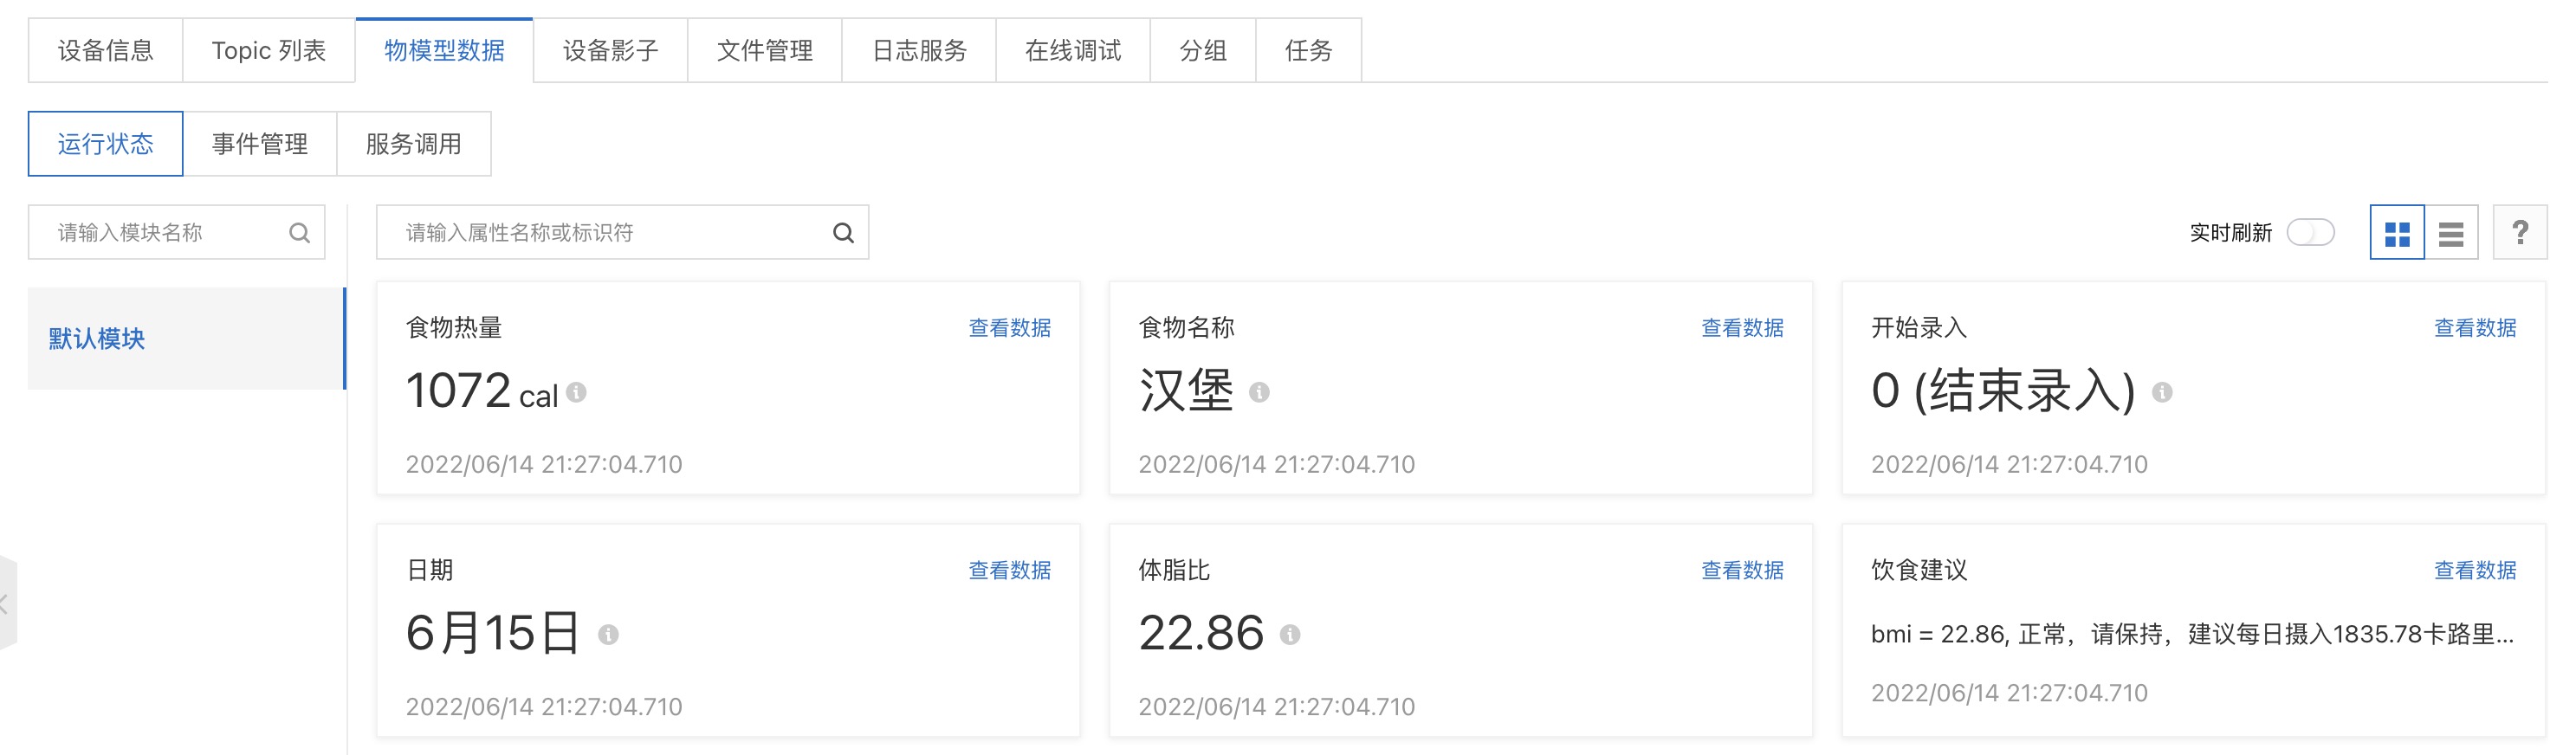 设备信息 Topic 列表 物模型数据 设备影子 文件管理 日志服务 在线调试 分组 任务
运行状态 事件管理 服务调用
请输入模块名称 请输入属性名称或标识符 实时刷新 ?
默认模块
食物热量 查看数据
1072 cal
2022/06/14 21:27:04.710
食物名称 查看数据
汉堡
2022/06/14 21:27:04.710
开始录入 查看数据
0 (结束录入)
2022/06/14 21:27:04.710
日期 查看数据
6月15日
2022/06/14 21:27:04.710
体脂比 查看数据
22.86
2022/06/14 21:27:04.710
饮食建议 查看数据
bmi = 22.86, 正常，请保持，建议每日摄入1835.78卡路里...
2022/06/14 21:27:04.710